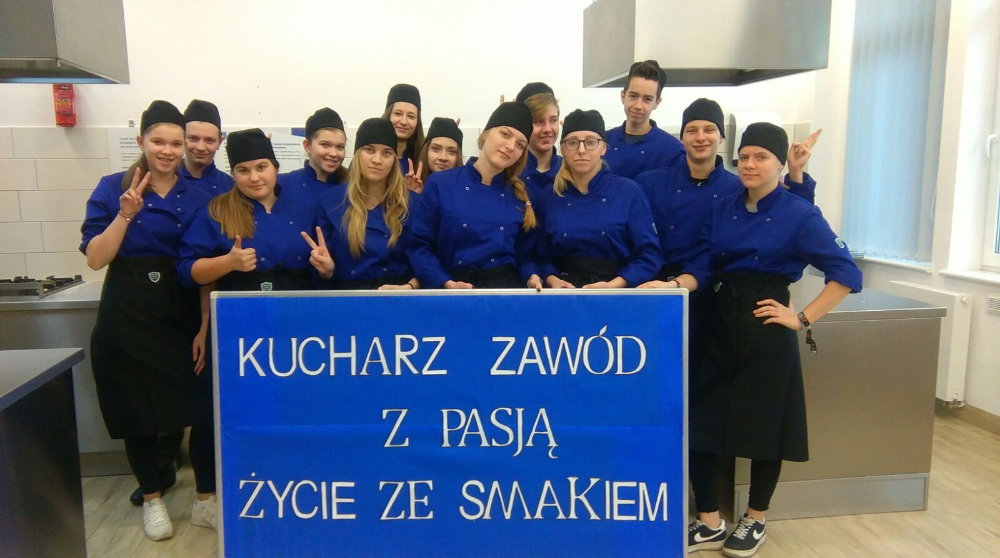 KUCHARZ ZAWÓD
Z PASJĄ
ŻYCIE ZE SMAKIEM